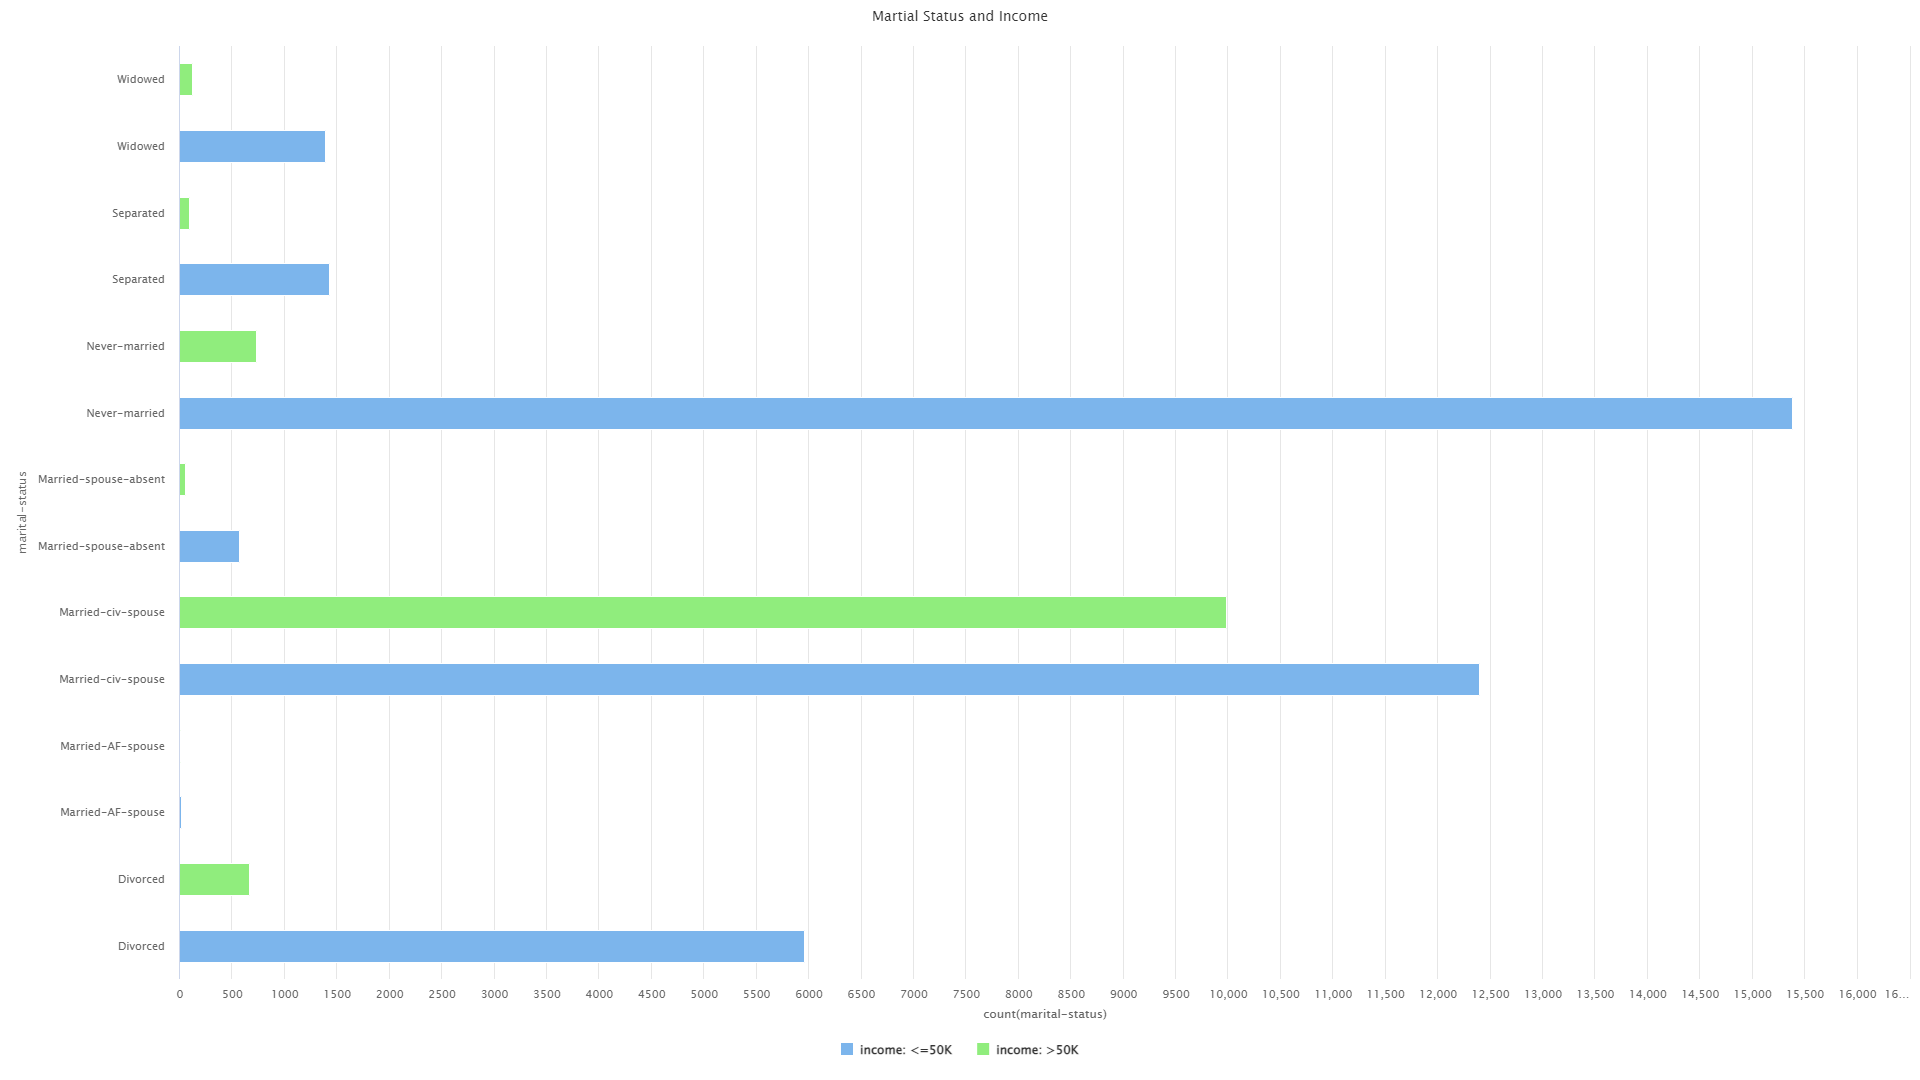 Martial Status and Income
Widowed
Widowed
Separated
Separated
Never-married
Never-married
Married-spouse-absent
Married-spouse-absent
Married-civ-spouse
Married-civ-spouse
Married-AF-spouse
Married-AF-spouse
Divorced
Divorced
marital-status
0 500 1000 1500 2000 2500 3000 3500 4000 4500 5000 5500 6000 6500 7000 7500 8000 8500 9000 9500 10,000 10,500 11,000 11,500 12,000 12,500 13,000 13,500 14,000 14,500 15,000 15,500 16,000 16...
count(marital-status)
income: <=50K income: >50K